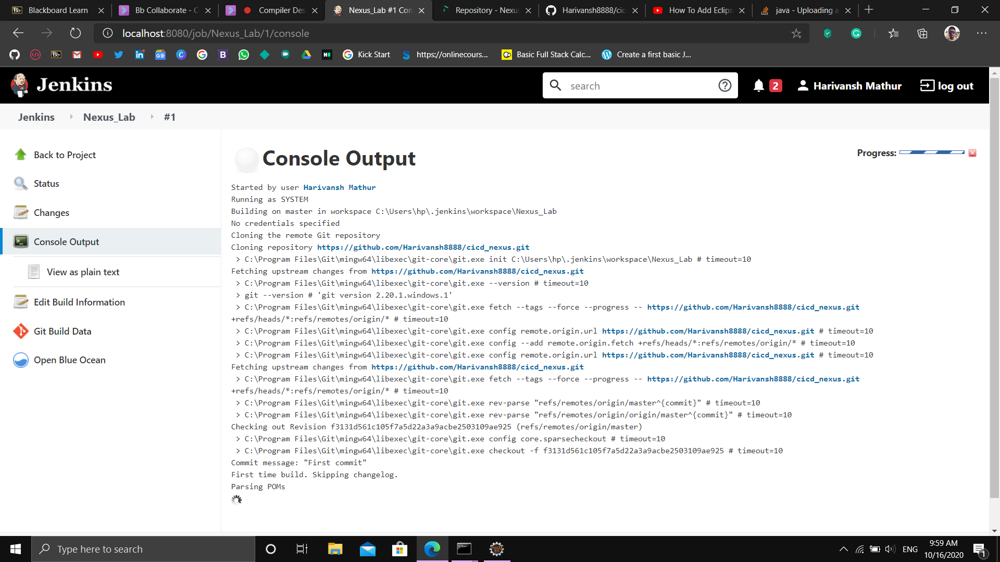 Blackboard Learn
Bb Collaborate - C
Compiler Des
Nexus_Lab #1 Con
Repository - Nexus
Harivansh8888/cic
How To Add Eclips
java - Uploading a
localhost:8080/job/Nexus_Lab/1/console
Kick Start
https://onlinecours...
Basic Full Stack Calc...
Create a first basic J...
Jenkins
search
2
Harivansh Mathur
log out
Jenkins
Nexus_Lab
#1
Back to Project
Status
Changes
Console Output
View as plain text
Edit Build Information
Git Build Data
Open Blue Ocean
Console Output
Progress:
Started by user Harivansh Mathur
Running as SYSTEM
Building on master in workspace C:\Users\hp\.jenkins\workspace\Nexus_Lab
No credentials specified
Cloning the remote Git repository
Cloning repository https://github.com/Harivansh8888/cicd_nexus.git
> C:\Program Files\Git\mingw64\libexec\git-core\git.exe init C:\Users\hp\.jenkins\workspace\Nexus_Lab # timeout=10
Fetching upstream changes from https://github.com/Harivansh8888/cicd_nexus.git
> C:\Program Files\Git\mingw64\libexec\git-core\git.exe --version # timeout=10
> git --version # 'git version 2.20.1.windows.1'
> C:\Program Files\Git\mingw64\libexec\git-core\git.exe fetch --tags --force --progress -- https://github.com/Harivansh8888/cicd_nexus.git
+refs/heads/*:refs/remotes/origin/* # timeout=10
> C:\Program Files\Git\mingw64\libexec\git-core\git.exe config remote.origin.url https://github.com/Harivansh8888/cicd_nexus.git # timeout=10
> C:\Program Files\Git\mingw64\libexec\git-core\git.exe config --add remote.origin.fetch +refs/heads/*:refs/remotes/origin/* # timeout=10
> C:\Program Files\Git\mingw64\libexec\git-core\git.exe config remote.origin.url https://github.com/Harivansh8888/cicd_nexus.git # timeout=10
Fetching upstream changes from https://github.com/Harivansh8888/cicd_nexus.git
> C:\Program Files\Git\mingw64\libexec\git-core\git.exe fetch --tags --force --progress -- https://github.com/Harivansh8888/cicd_nexus.git
+refs/heads/*:refs/remotes/origin/* # timeout=10
> C:\Program Files\Git\mingw64\libexec\git-core\git.exe rev-parse "refs/remotes/origin/master^{commit}" # timeout=10
> C:\Program Files\Git\mingw64\libexec\git-core\git.exe rev-parse "refs/remotes/origin/origin/master^{commit}" # timeout=10
Checking out Revision f3131d561c105f7a5d22a3a9acbe2503109ae925 (refs/remotes/origin/master)
> C:\Program Files\Git\mingw64\libexec\git-core\git.exe config core.sparsecheckout # timeout=10
> C:\Program Files\Git\mingw64\libexec\git-core\git.exe checkout -f f3131d561c105f7a5d22a3a9acbe2503109ae925 # timeout=10
Commit message: "First commit"
First time build. Skipping changelog.
Parsing POMs
Type here to search
ENG
9:59 AM
10/16/2020
1